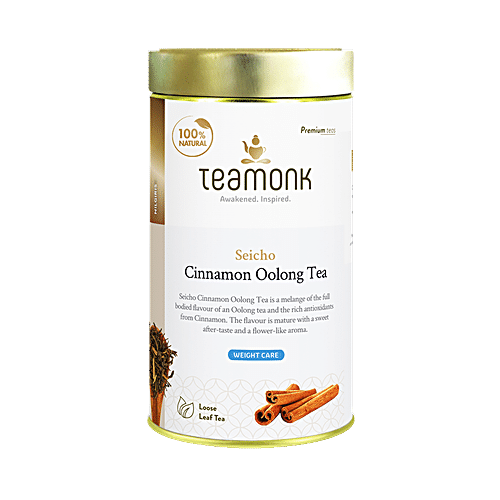 100%
NATURAL
Premium teas
NILGIRIS
teamonk
Awakened. Inspired.
Seicho
Cinnamon Oolong Tea
Seicho Cinnamon Oolong Tea is a melange of the full
bodied flavour of an Oolong tea and the rich antioxidants
from Cinnamon. The flavour is mature with a sweet
after-taste and a flower-like aroma.
WEIGHT CARE
Loose
Leaf Tea